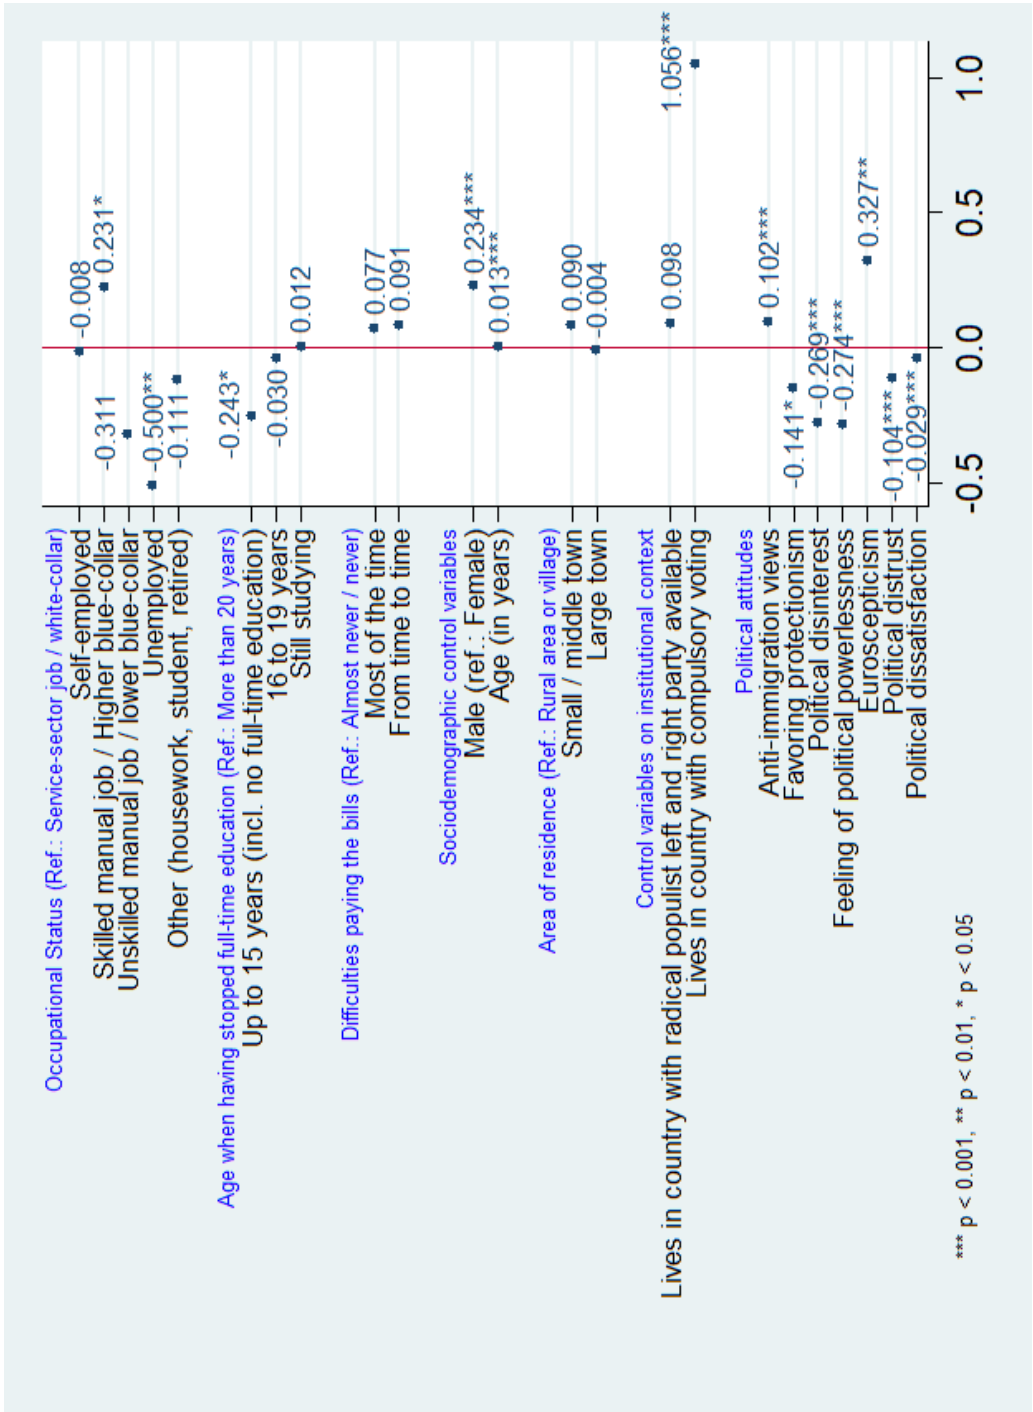 Occupational Status (Ref.: Service-sector job / white-collar)
Self-employed -0.008
Skilled manual job / Higher blue-collar 0.231*
Unskilled manual job / lower blue-collar -0.311
Unemployed -0.500**
Other (housework, student, retired) -0.111
Age when having stopped full-time education (Ref.: More than 20 years)
Up to 15 years (incl. no full-time education) -0.243*
16 to 19 years -0.030
Still studying 0.012
Difficulties paying the bills (Ref.: Almost never / never)
Most of the time 0.077
From time to time 0.091
Sociodemographic control variables
Male (ref.: Female) 0.234***
Age (in years) 0.013***
Area of residence (Ref.: Rural area or village)
Small / middle town 0.090
Large town -0.004
Control variables on institutional context
Lives in country with radical populist left and right party available 0.098
Lives in country with compulsory voting 1.056***
Political attitudes
Anti-immigration views 0.102***
Favoring protectionism -0.141*
Political disinterest -0.269***
Feeling of political powerlessness -0.274***
Euroscepticism 0.327**
Political distrust -0.104***
Political dissatisfaction -0.029***
-0.5 0.0 0.5 1.0
*** p < 0.001, ** p < 0.01, * p < 0.05